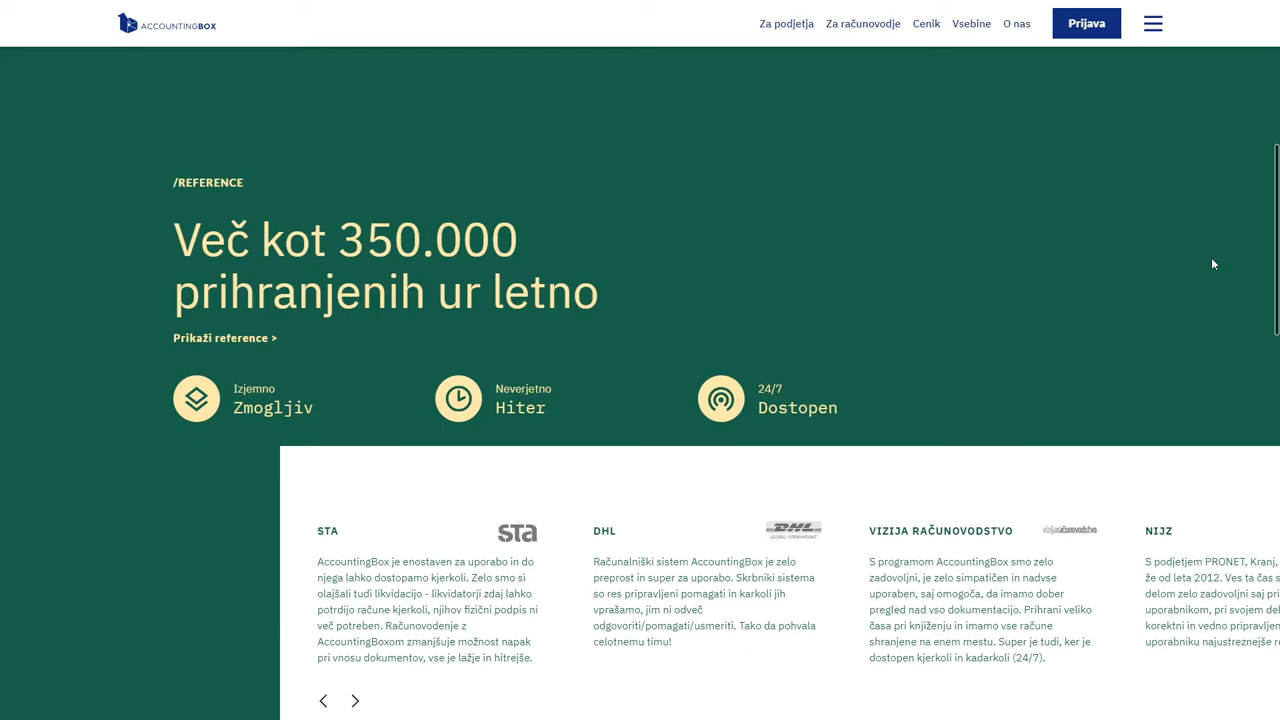 ACCOUNTINGBOX
Za podjetja Za računovodje Cenik Vsebine O nas Prijava
/REFERENCE
Več kot 350.000
prihranjenih ur letno
Prikaži reference >
Izjemno
Zmogljiv
Neverjetno
Hiter
24/7
Dostopen
STA
sta
AccountingBox je enostaven za uporabo in do
njega lahko dostopamo kjerkoli. Zelo smo si
olajšali tudi likvidacijo - likvidatorji zdaj lahko
potrdijo račune kjerkoli, njihov fizični podpis ni
več potreben. Računovodenje z
AccountingBoxom zmanjšuje možnost napak
pri vnosu dokumentov, vse je lažje in hitrejše.
DHL
DHL
GLOBAL FORWARDING
Računalniški sistem AccountingBox je zelo
preprost in super za uporabo. Skrbniki sistema
so res pripravljeni pomagati in karkoli jih
vprašamo, jim ni odveč
odgovoriti/pomagati/usmeriti. Tako da pohvala
celotnemu timu!
VIZIJA RAČUNOVODSTVO
vizijaračunovodstvo
S programom AccountingBox smo zelo
zadovoljni, je zelo simpatičen in nadvse
uporaben, saj omogoča, da imamo dober
pregled nad vso dokumentacijo. Prihrani veliko
časa pri knjiženju in imamo vse račune
shranjene na enem mestu. Super je tudi, ker je
dostopen kjerkoli in kadarkoli (24/7).
NIJZ
S podjetjem PRONET, Kranj,
že od leta 2012. Ves ta čas s
delom zelo zadovoljni saj pri
uporabnikom, pri svojem del
korektni in vedno pripravljen
uporabniku najustreznejše r